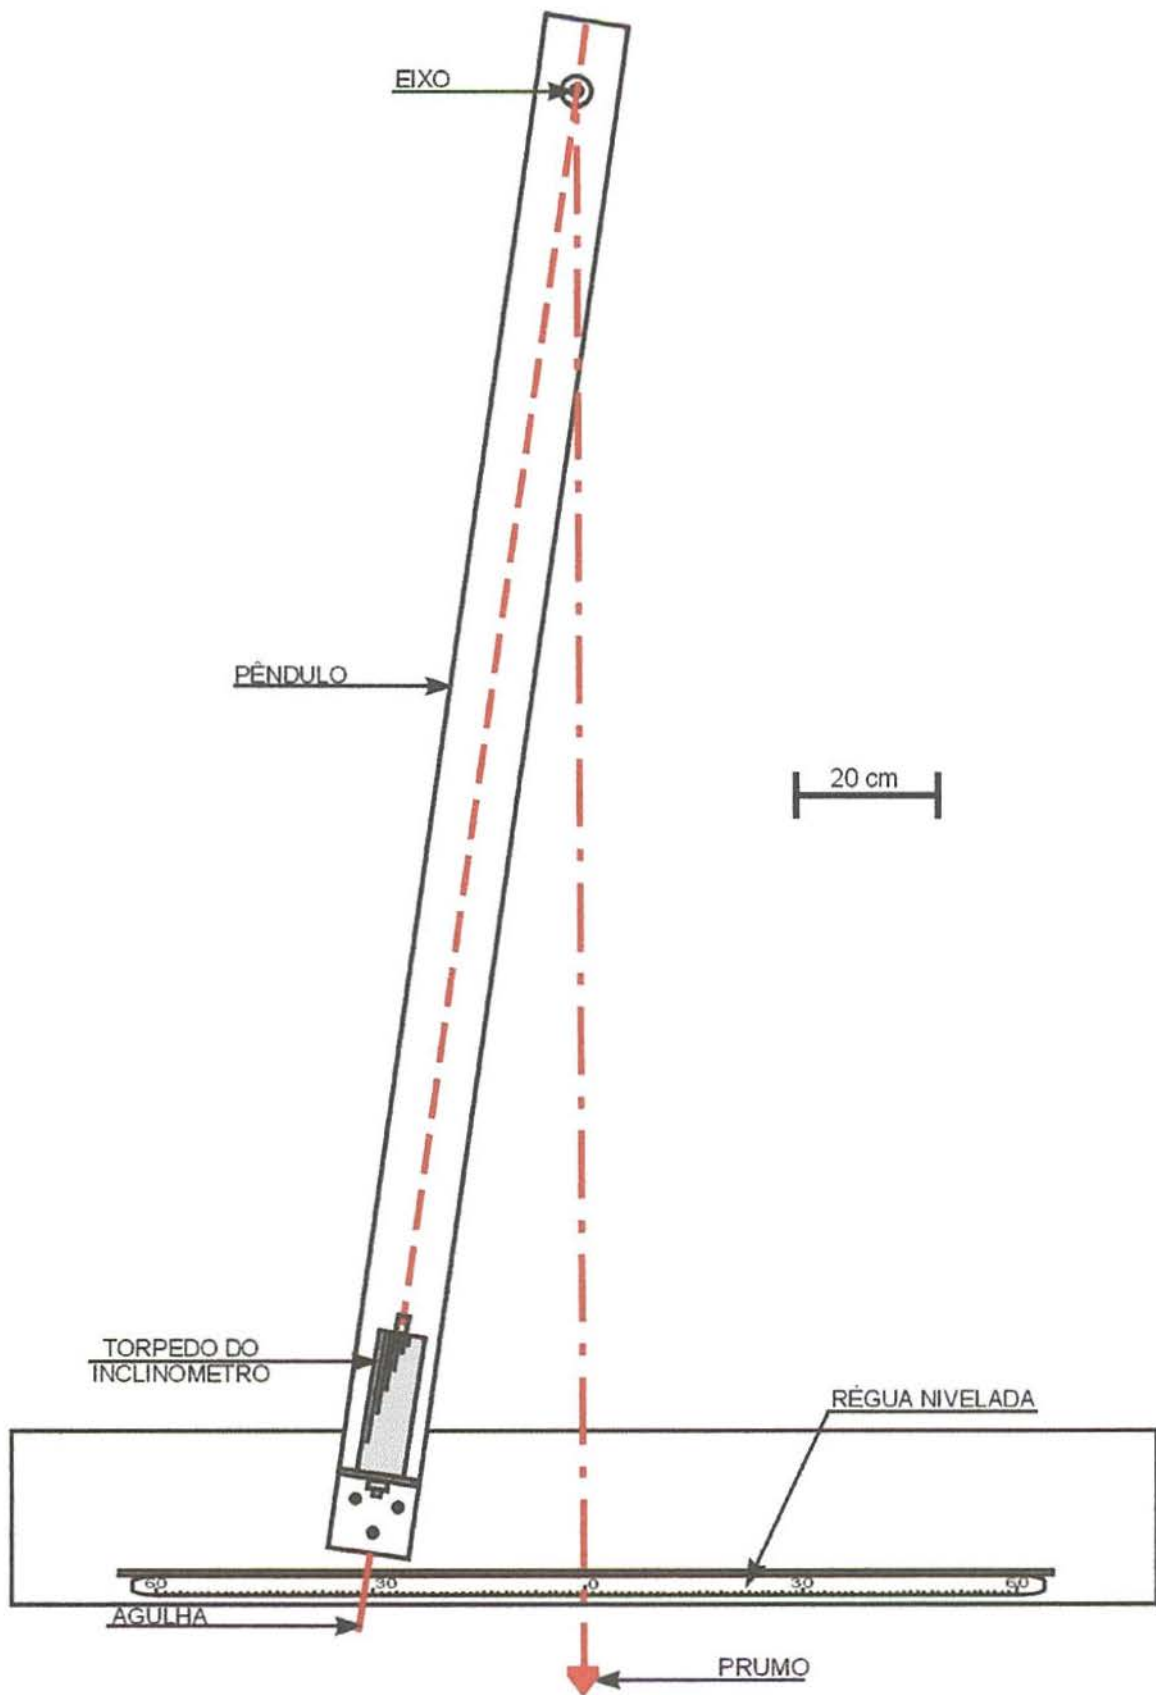 EIXO
PÊNDULO
20 cm
TORPEDO DO
INCLINOMETRO
RÉGUA NIVELADA
60 30 0 30 60
AGULHA
PRUMO